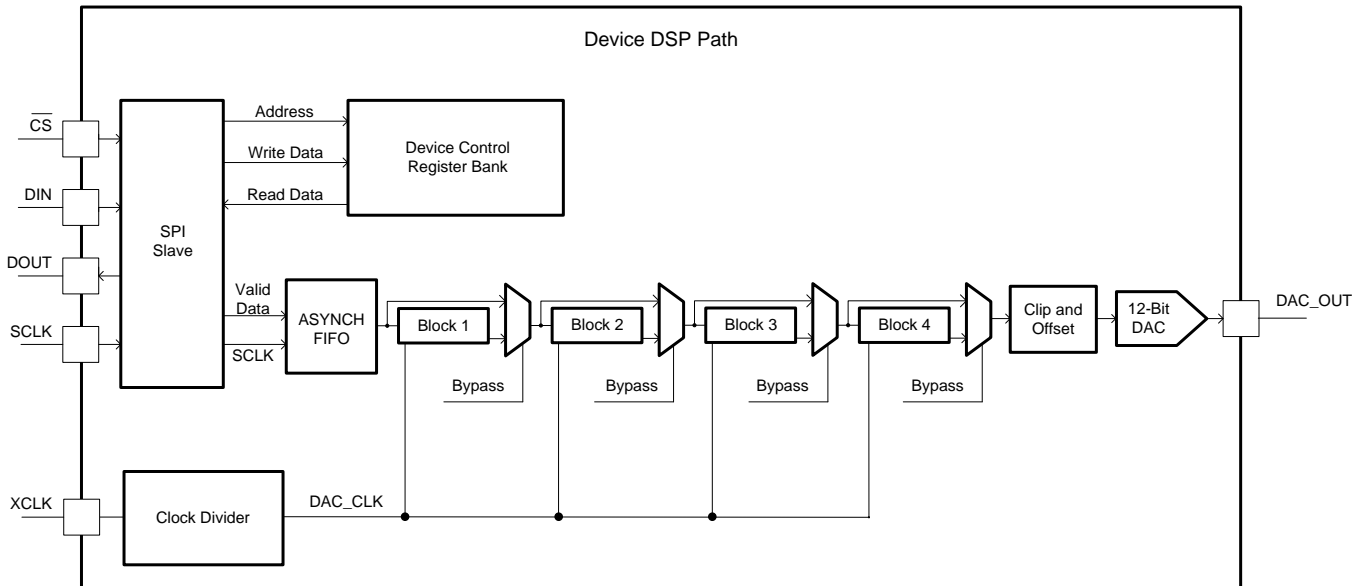 Device DSP Path
CS
DIN
DOUT
SCLK
XCLK
SPI
Slave
Address
Write Data
Read Data
Device Control
Register Bank
Valid
Data
SCLK
ASYNCH
FIFO
Block 1
Bypass
Block 2
Bypass
Block 3
Bypass
Block 4
Bypass
Clip and
Offset
12-Bit
DAC
DAC_OUT
Clock Divider
DAC_CLK